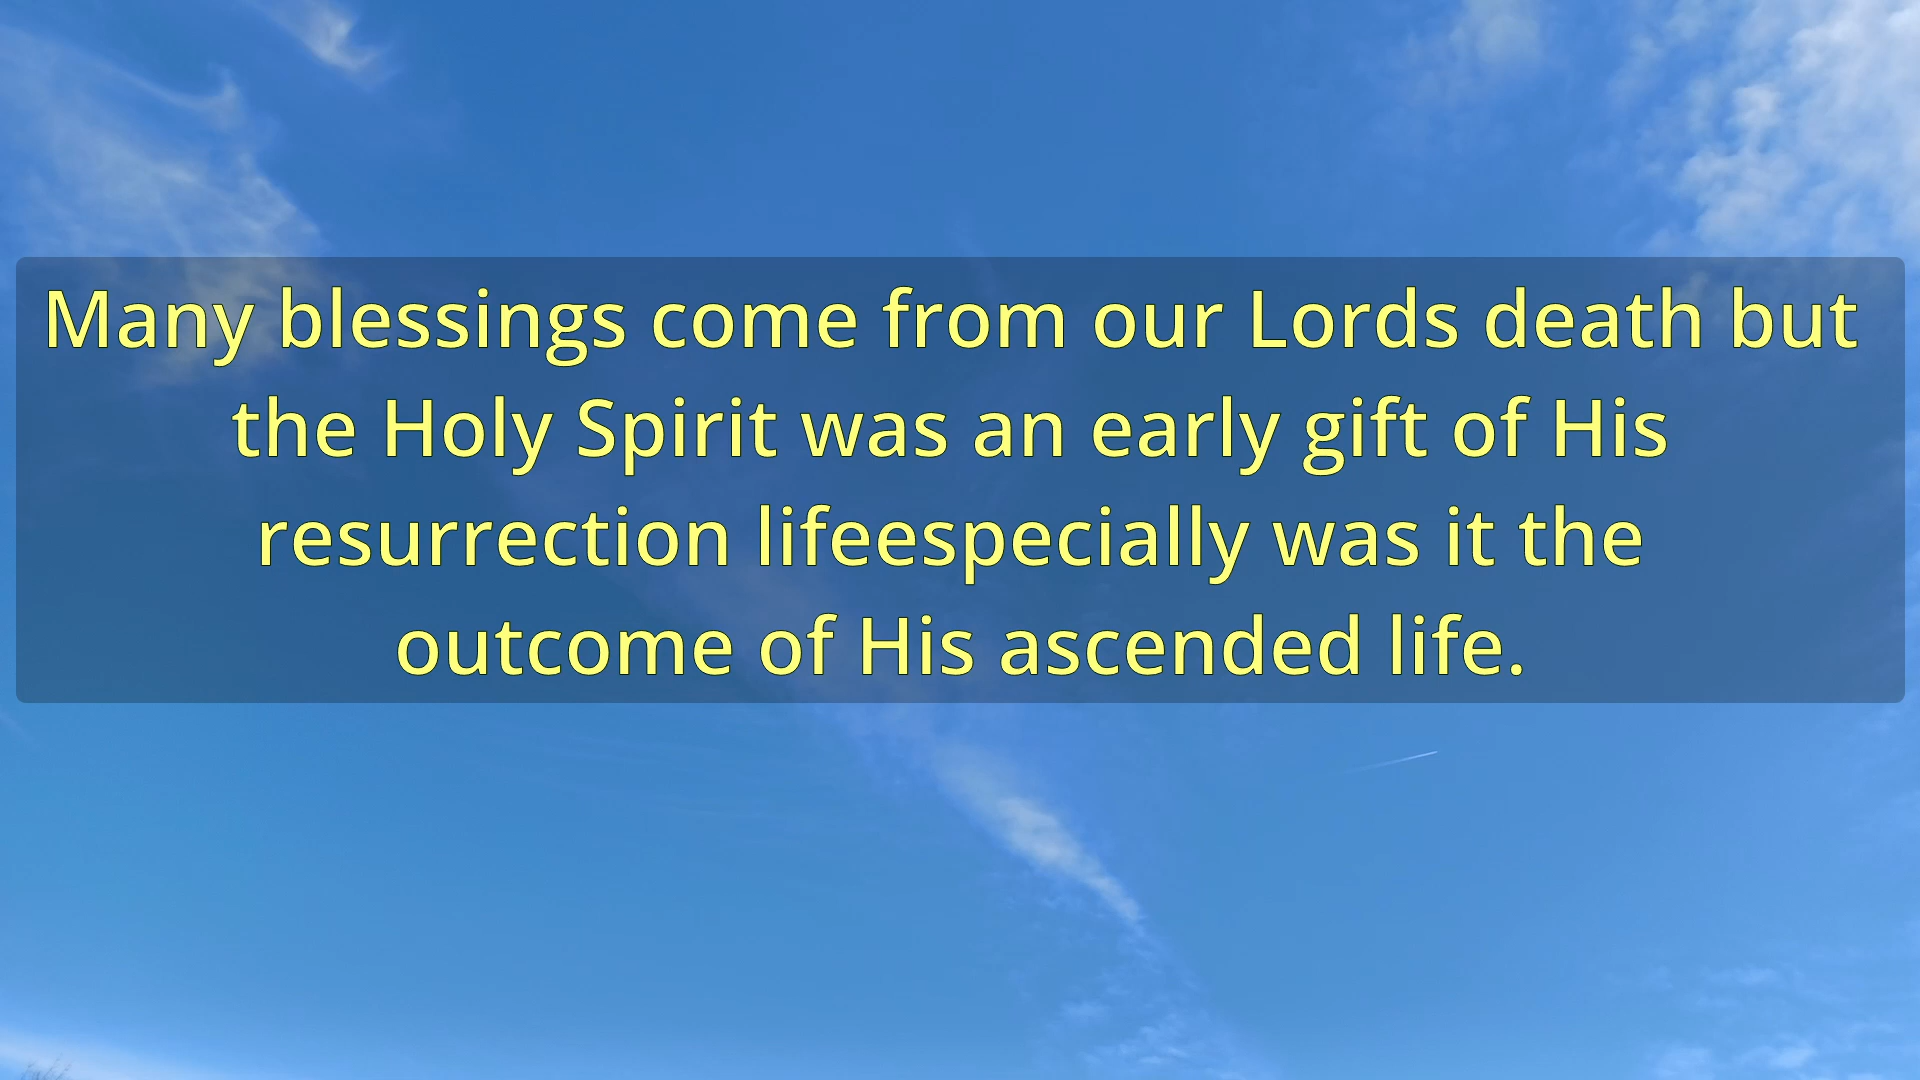 Many blessings come from our Lords death but
the Holy Spirit was an early gift of His
resurrection lifeespecially was it the
outcome of His ascended life.